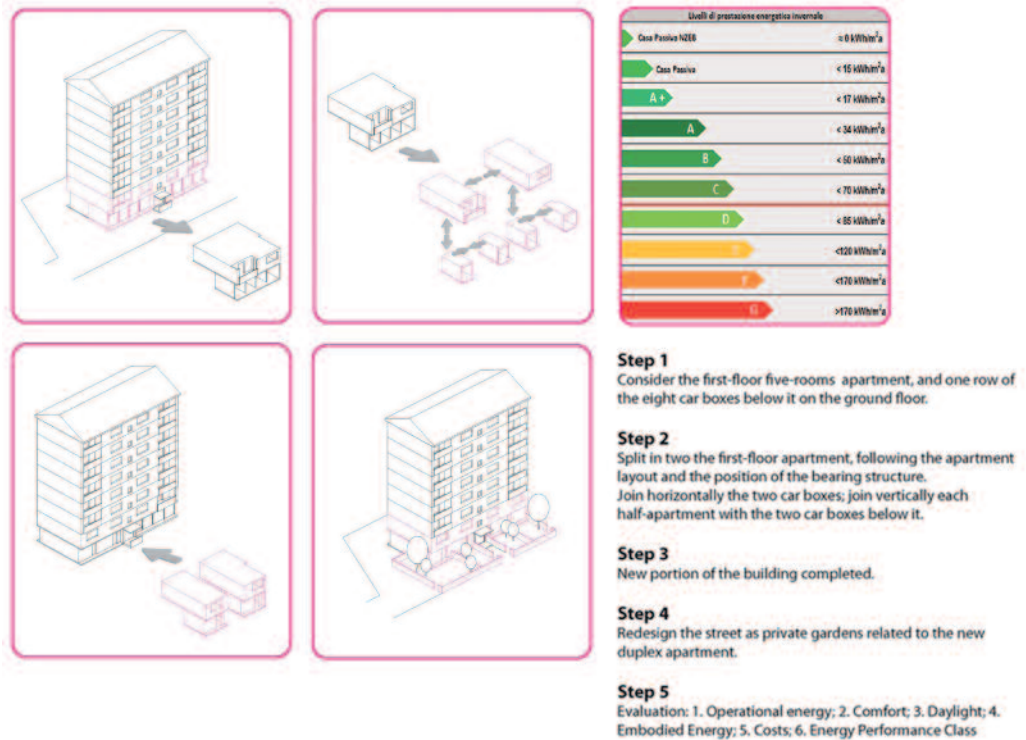 Livelli di prestazione energetica invernale
Casa Passiva NZEB ≈ 0 kWh/m²a
Casa Passiva < 15 kWh/m²a
A+ < 17 kWh/m²a
A < 34 kWh/m²a
B < 50 kWh/m²a
C < 70 kWh/m²a
D < 85 kWh/m²a
<120 kWh/m²a
F <170 kWh/m²a
G >170 kWh/m²a
Step 1
Consider the first-floor five-rooms apartment, and one row of
the eight car boxes below it on the ground floor.
Step 2
Split in two the first-floor apartment, following the apartment
layout and the position of the bearing structure.
Join horizontally the two car boxes; join vertically each
half-apartment with the two car boxes below it.
Step 3
New portion of the building completed.
Step 4
Redesign the street as private gardens related to the new
duplex apartment.
Step 5
Evaluation: 1. Operational energy; 2. Comfort; 3. Daylight; 4.
Embodied Energy; 5. Costs; 6. Energy Performance Class